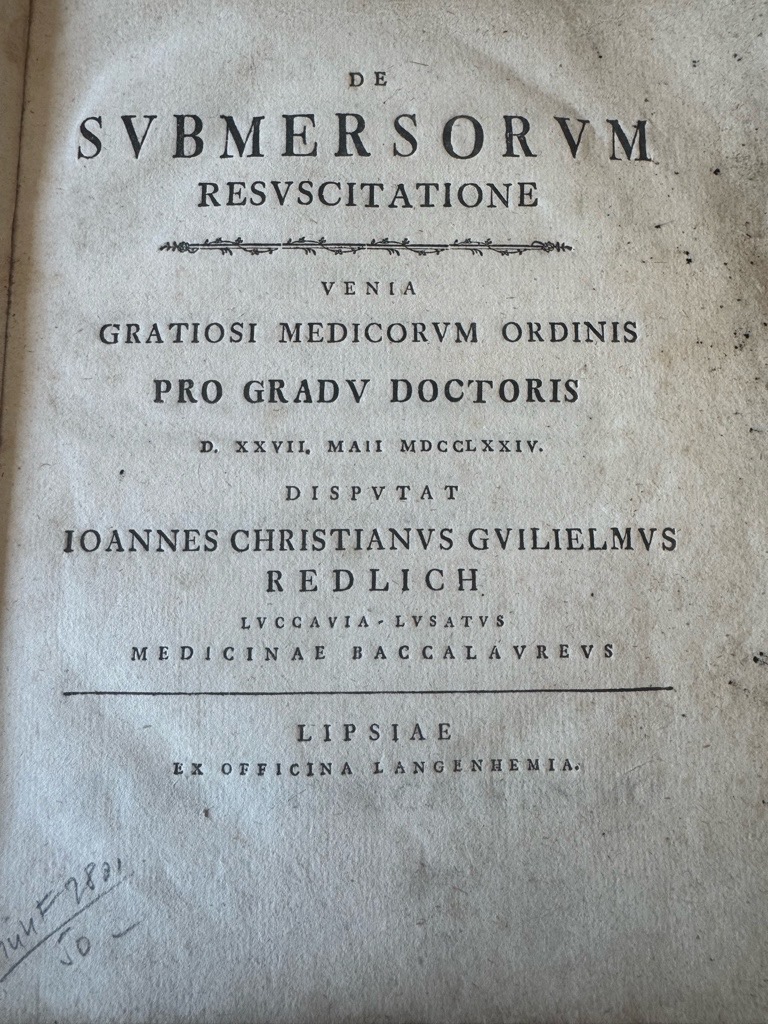 DE
SVBMERSORVM
RESVSCITATIONE
VENIA
GRATIOSI MEDICORVM ORDINIS
PRO GRADV DOCTORIS
D. XXVII. MAII MDCCLXXIV.
DISPVTAT
IOANNES CHRISTIANVS GVILIELMVS
REDLICH
LVCCAVIA-LVSATVS
MEDICINAE BACCALAVREVS
LIPSIAE
EX OFFICINA LANGENHEMIA.
50 –